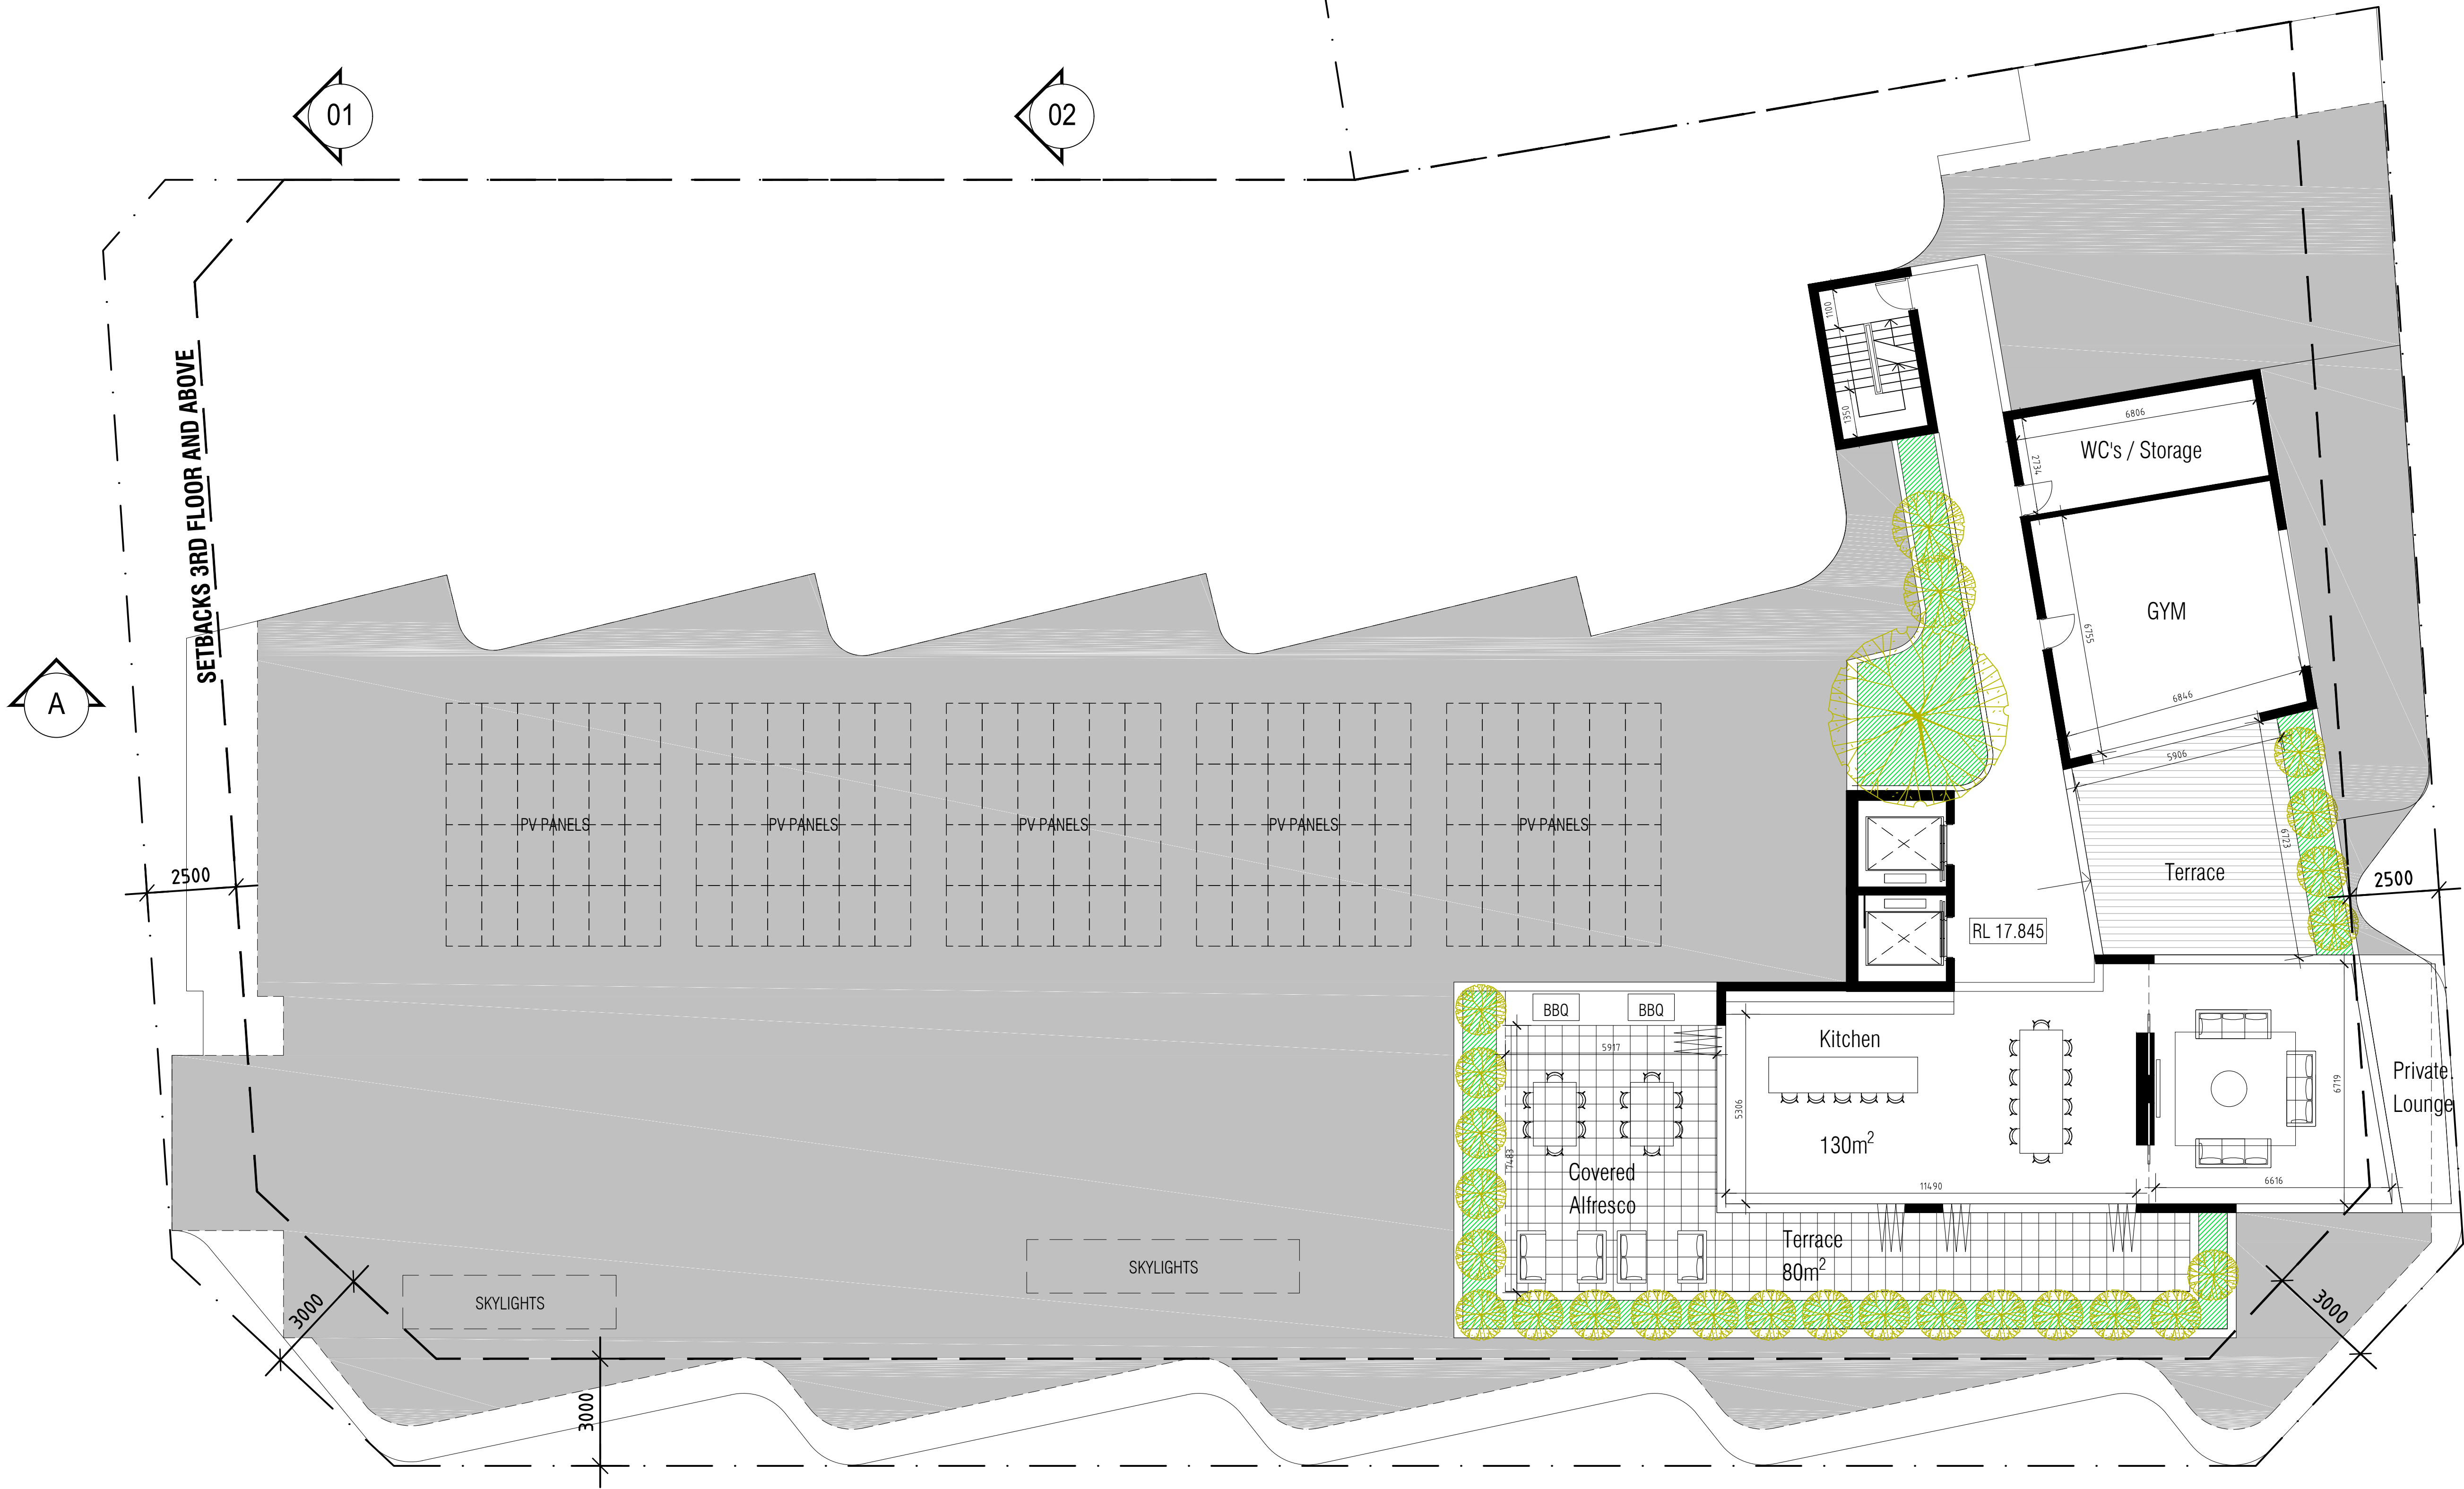 01
02
SETBACKS 3RD FLOOR AND ABOVE
1100
1350
6806
WC's / Storage
2734
GYM
6755
6846
5906
6723
Terrace
A
2500
2500
PV PANELS
PV PANELS
PV PANELS
PV PANELS
PV PANELS
RL 17.845
BBQ
BBQ
5917
Kitchen
5306
130m²
6719
Private
Lounge
7483
Covered
Alfresco
11490
6616
Terrace
80m²
SKYLIGHTS
SKYLIGHTS
3000
3000
3000